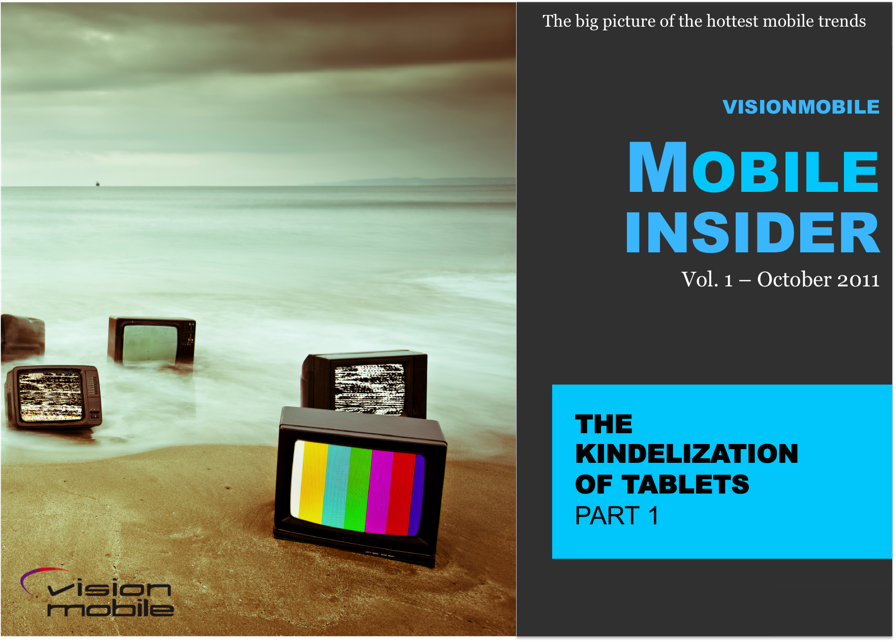 The big picture of the hottest mobile trends
VISIONMOBILE
MOBILE
INSIDER
Vol. 1 – October 2011
THE
KINDELIZATION
OF TABLETS
PART 1
vision
mobile